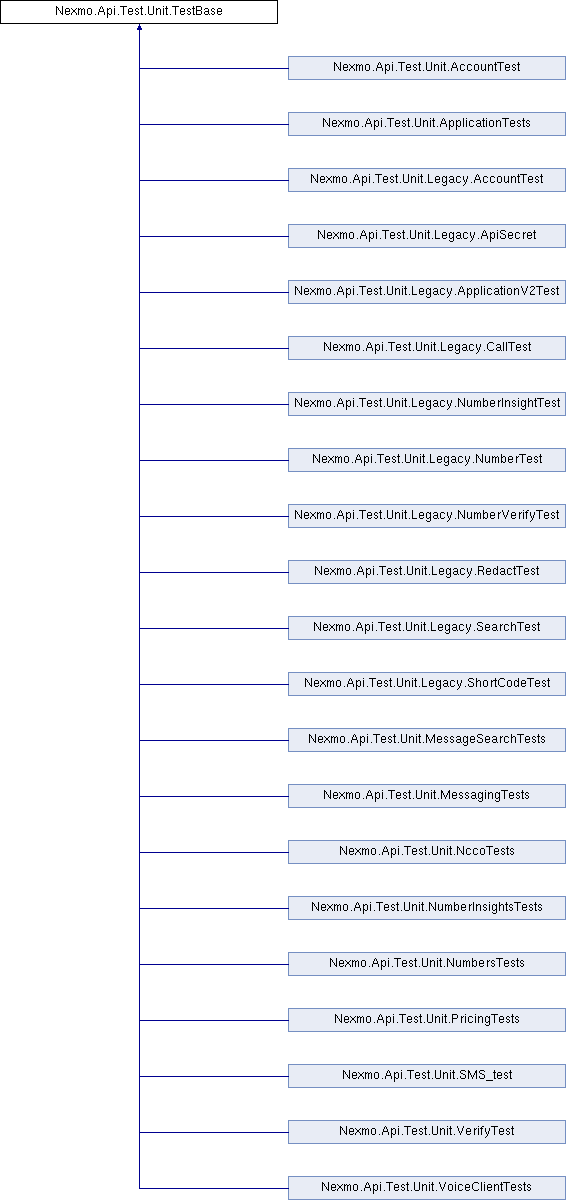 Nexmo.Api.Test.Unit.TestBase
Nexmo.Api.Test.Unit.AccountTest
Nexmo.Api.Test.Unit.ApplicationTests
Nexmo.Api.Test.Unit.Legacy.AccountTest
Nexmo.Api.Test.Unit.Legacy.ApiSecret
Nexmo.Api.Test.Unit.Legacy.ApplicationV2Test
Nexmo.Api.Test.Unit.Legacy.CallTest
Nexmo.Api.Test.Unit.Legacy.NumberInsightTest
Nexmo.Api.Test.Unit.Legacy.NumberTest
Nexmo.Api.Test.Unit.Legacy.NumberVerifyTest
Nexmo.Api.Test.Unit.Legacy.RedactTest
Nexmo.Api.Test.Unit.Legacy.SearchTest
Nexmo.Api.Test.Unit.Legacy.ShortCodeTest
Nexmo.Api.Test.Unit.MessageSearchTests
Nexmo.Api.Test.Unit.MessagingTests
Nexmo.Api.Test.Unit.NccoTests
Nexmo.Api.Test.Unit.NumberInsightsTests
Nexmo.Api.Test.Unit.NumbersTests
Nexmo.Api.Test.Unit.PricingTests
Nexmo.Api.Test.Unit.SMS_test
Nexmo.Api.Test.Unit.VerifyTest
Nexmo.Api.Test.Unit.VoiceClientTests